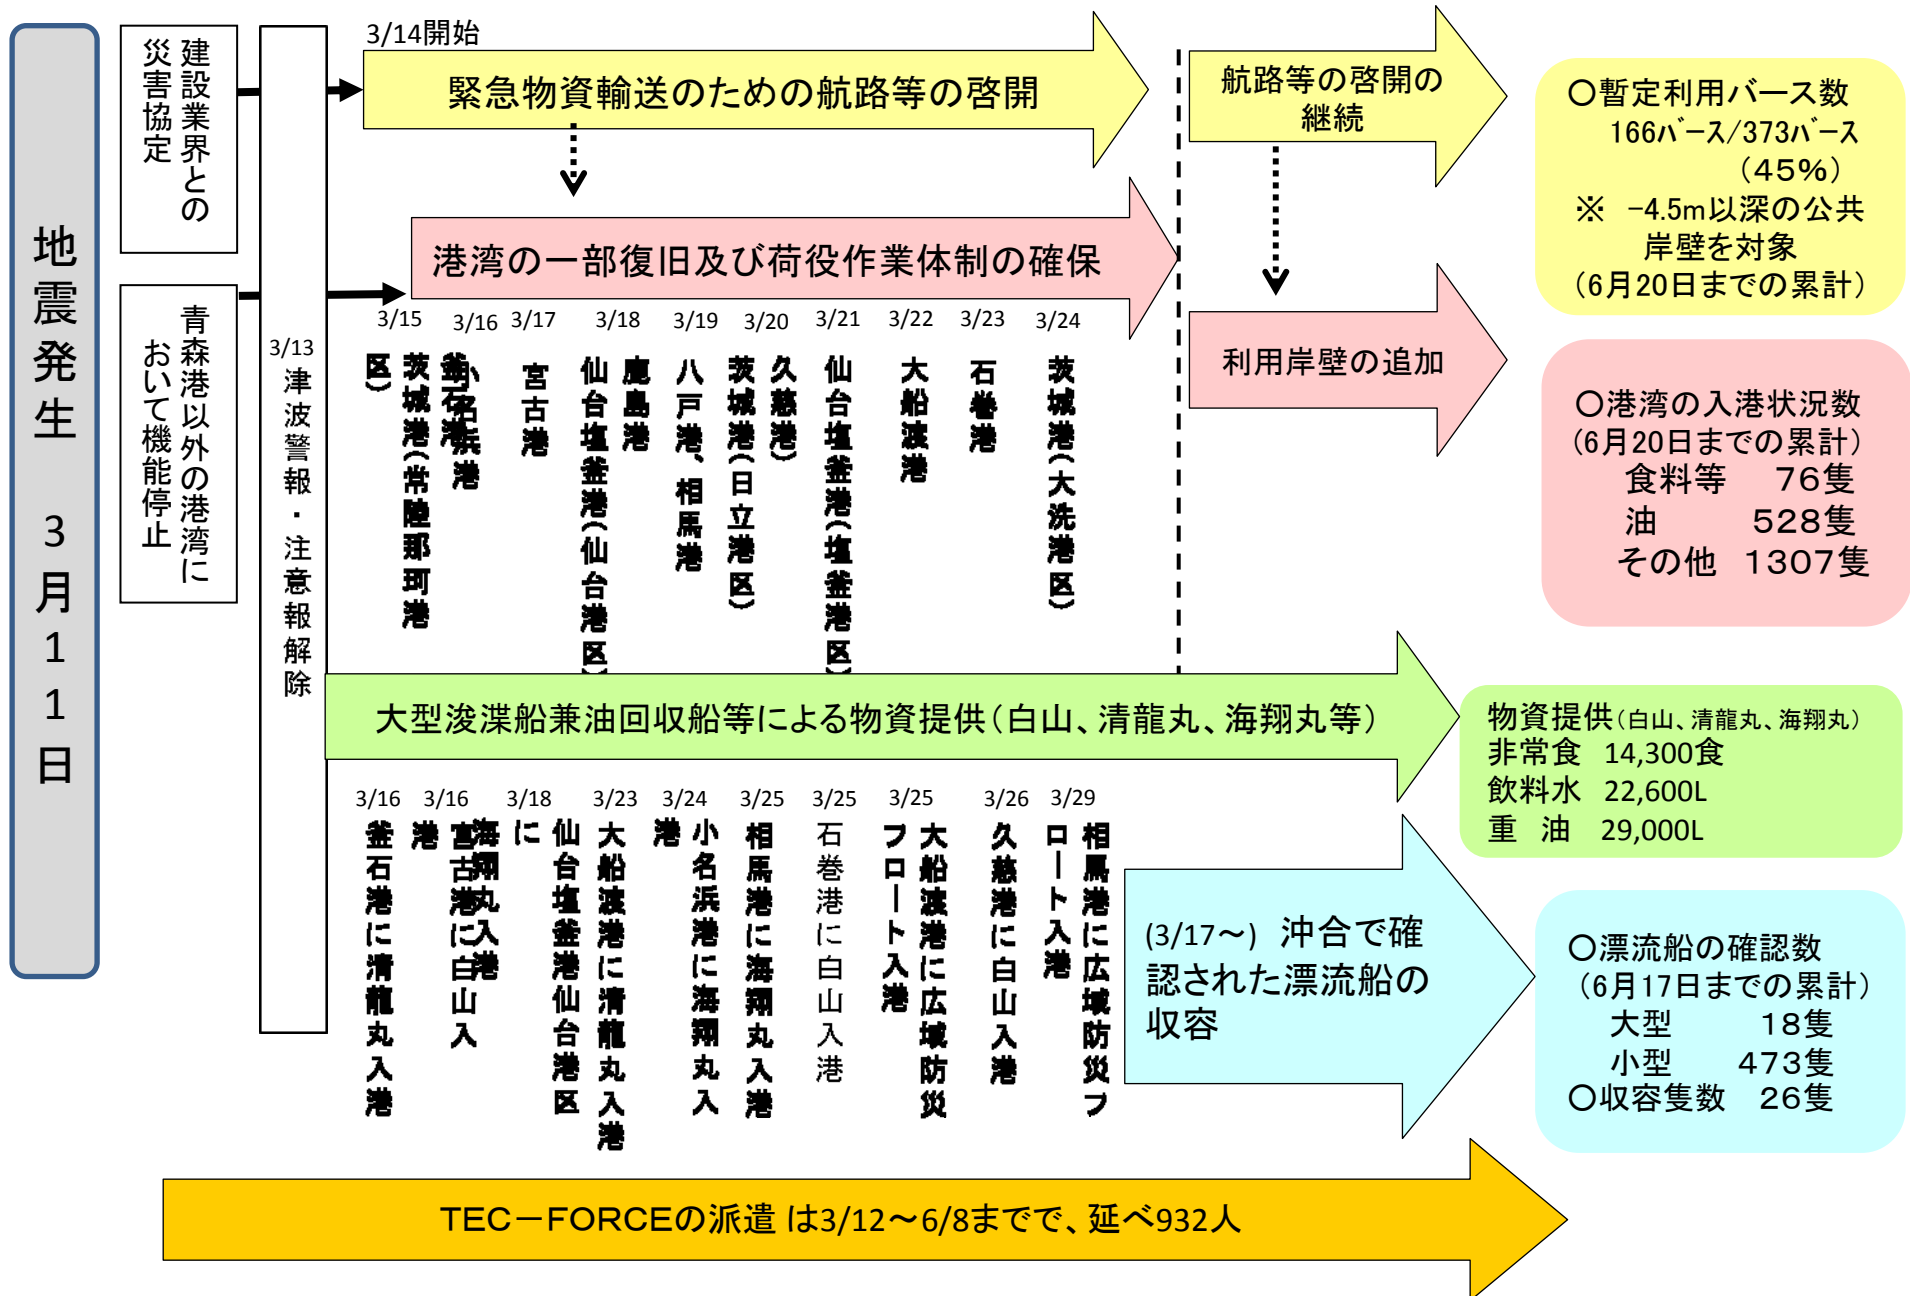 地震発生 3月11日
建設業界との
災害協定
青森港以外の港湾に
おいて機能停止
3/13
津波警報・注意報解除
3/14開始
緊急物資輸送のための航路等の啓開
航路等の啓開の
継続
港湾の一部復旧及び荷役作業体制の確保
利用岸壁の追加
3/15
茨城港(常陸那珂港
区)
釜石港
3/16
小名浜港
3/17
宮古港
3/18
仙台塩釜港(仙台港区)
鹿島港
3/19
八戸港、相馬港
3/20
茨城港(日立港区)
久慈港)
3/21
仙台塩釜港(塩釜港区)
3/22
大船渡港
3/23
石巻港
3/24
茨城港(大洗港区)
大型浚渫船兼油回収船等による物資提供(白山、清龍丸、海翔丸等)
3/16
釜石港に清龍丸入港
3/16
宮古港に白山入
港
3/18
仙台塩釜港仙台港区
に
海翔丸入港
3/23
大船渡港に清龍丸入港
3/24
小名浜港に海翔丸入
港
3/25
相馬港に海翔丸入港
3/25
石巻港に白山入港
3/25
大船渡港に広域防災
フロート入港
3/26
久慈港に白山入港
3/29
相馬港に広域防災フ
ロート入港
(3/17～) 沖合で確
認された漂流船の
収容
TEC－FORCEの派遣 は3/12～6/8までで、延べ932人
○暫定利用バース数
166バース/373バース
(45%)
※ -4.5m以深の公共
岸壁を対象
(6月20日までの累計)
○港湾の入港状況数
(6月20日までの累計)
食料等 76隻
油 528隻
その他 1307隻
物資提供(白山、清龍丸、海翔丸)
非常食 14,300食
飲料水 22,600L
重 油 29,000L
○漂流船の確認数
(6月17日までの累計)
大型 18隻
小型 473隻
○収容隻数 26隻